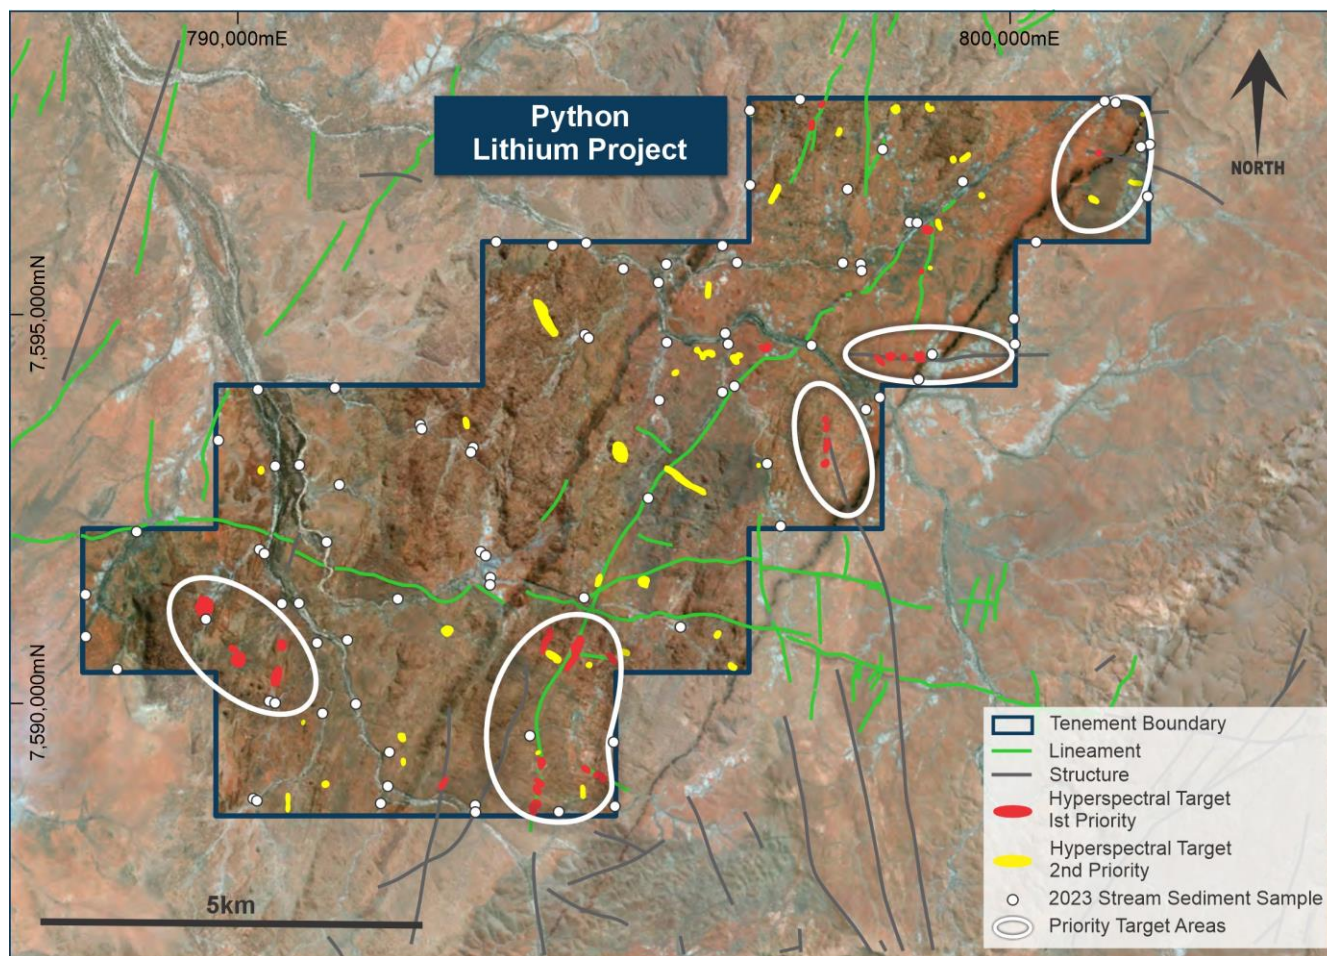 790,000mE
800,000mE
Python
Lithium Project
NORTH
7,595,000mN
7,590,000mN
5km
Tenement Boundary
Lineament
Structure
Hyperspectral Target
Ist Priority
Hyperspectral Target
2nd Priority
2023 Stream Sediment Sample
Priority Target Areas